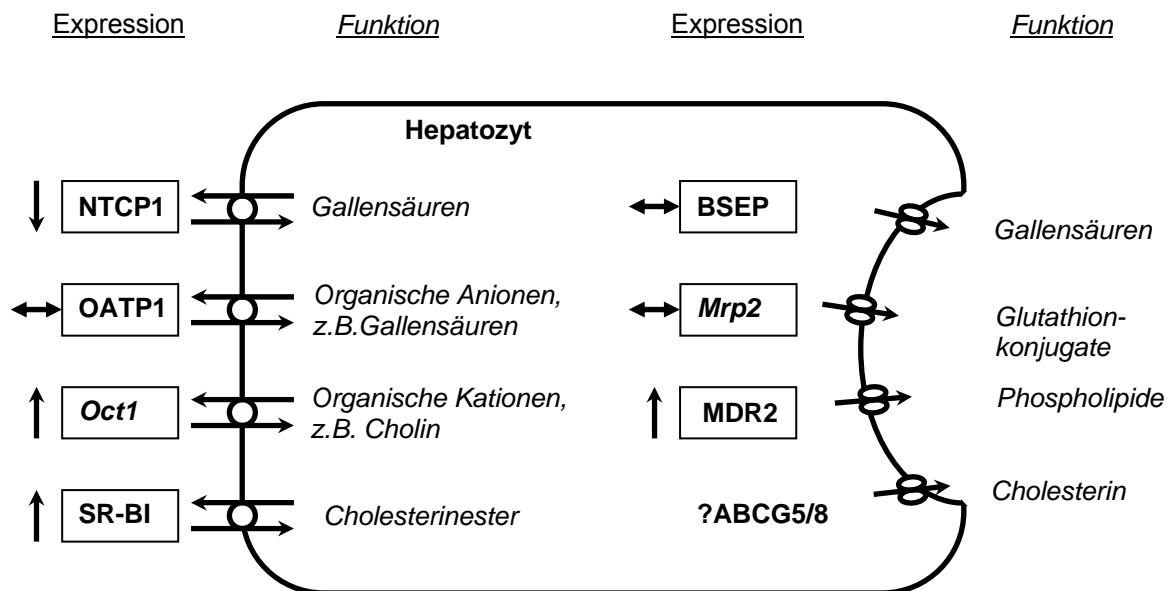 Expression Funktion Expression Funktion
Hepatozyt
NTCP1 Gallensäuren BSEP Gallensäuren
OATP1 Organische Anionen,
z.B.Gallensäuren
Mrp2 Glutathion-
konjugate
Oct1 Organische Kationen,
z.B. Cholin
MDR2 Phospholipide
SR-BI Cholesterinester ?ABCG5/8 Cholesterin